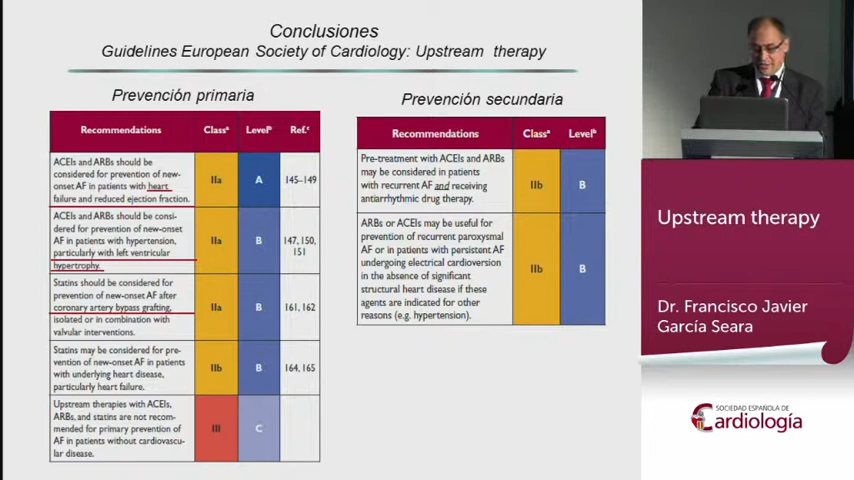 Conclusiones
Guidelines European Society of Cardiology: Upstream therapy
Prevención primaria
Recommendations Classᵃ Levelᵇ Ref.ᶜ
ACEIs and ARBs should be
considered for prevention of new-
onset AF in patients with heart
failure and reduced ejection fraction.
IIa A 145–149
ACEIs and ARBs should be consi-
dered for prevention of new-onset
AF in patients with hypertension,
particularly with left ventricular
hypertrophy.
IIa B 147, 150,
151
Statins should be considered for
prevention of new-onset AF after
coronary artery bypass grafting,
isolated or in combination with
valvular interventions.
IIa B 161, 162
Statins may be considered for pre-
vention of new-onset AF in patients
with underlying heart disease,
particularly heart failure.
IIb B 164, 165
Upstream therapies with ACEIs,
ARBs, and statins are not recom-
mended for primary prevention of
AF in patients without cardiovascu-
lar disease.
III C
Prevención secundaria
Recommendations Classᵃ Levelᵇ
Pre-treatment with ACEIs and ARBs
may be considered in patients
with recurrent AF and receiving
antiarrhythmic drug therapy.
IIb B
ARBs or ACEIs may be useful for
prevention of recurrent paroxysmal
AF or in patients with persistent AF
undergoing electrical cardioversion
in the absence of significant
structural heart disease if these
agents are indicated for other
reasons (e.g. hypertension).
IIb B
Upstream therapy
Dr. Francisco Javier
García Seara
SOCIEDAD ESPAÑOLA DE
Cardiología